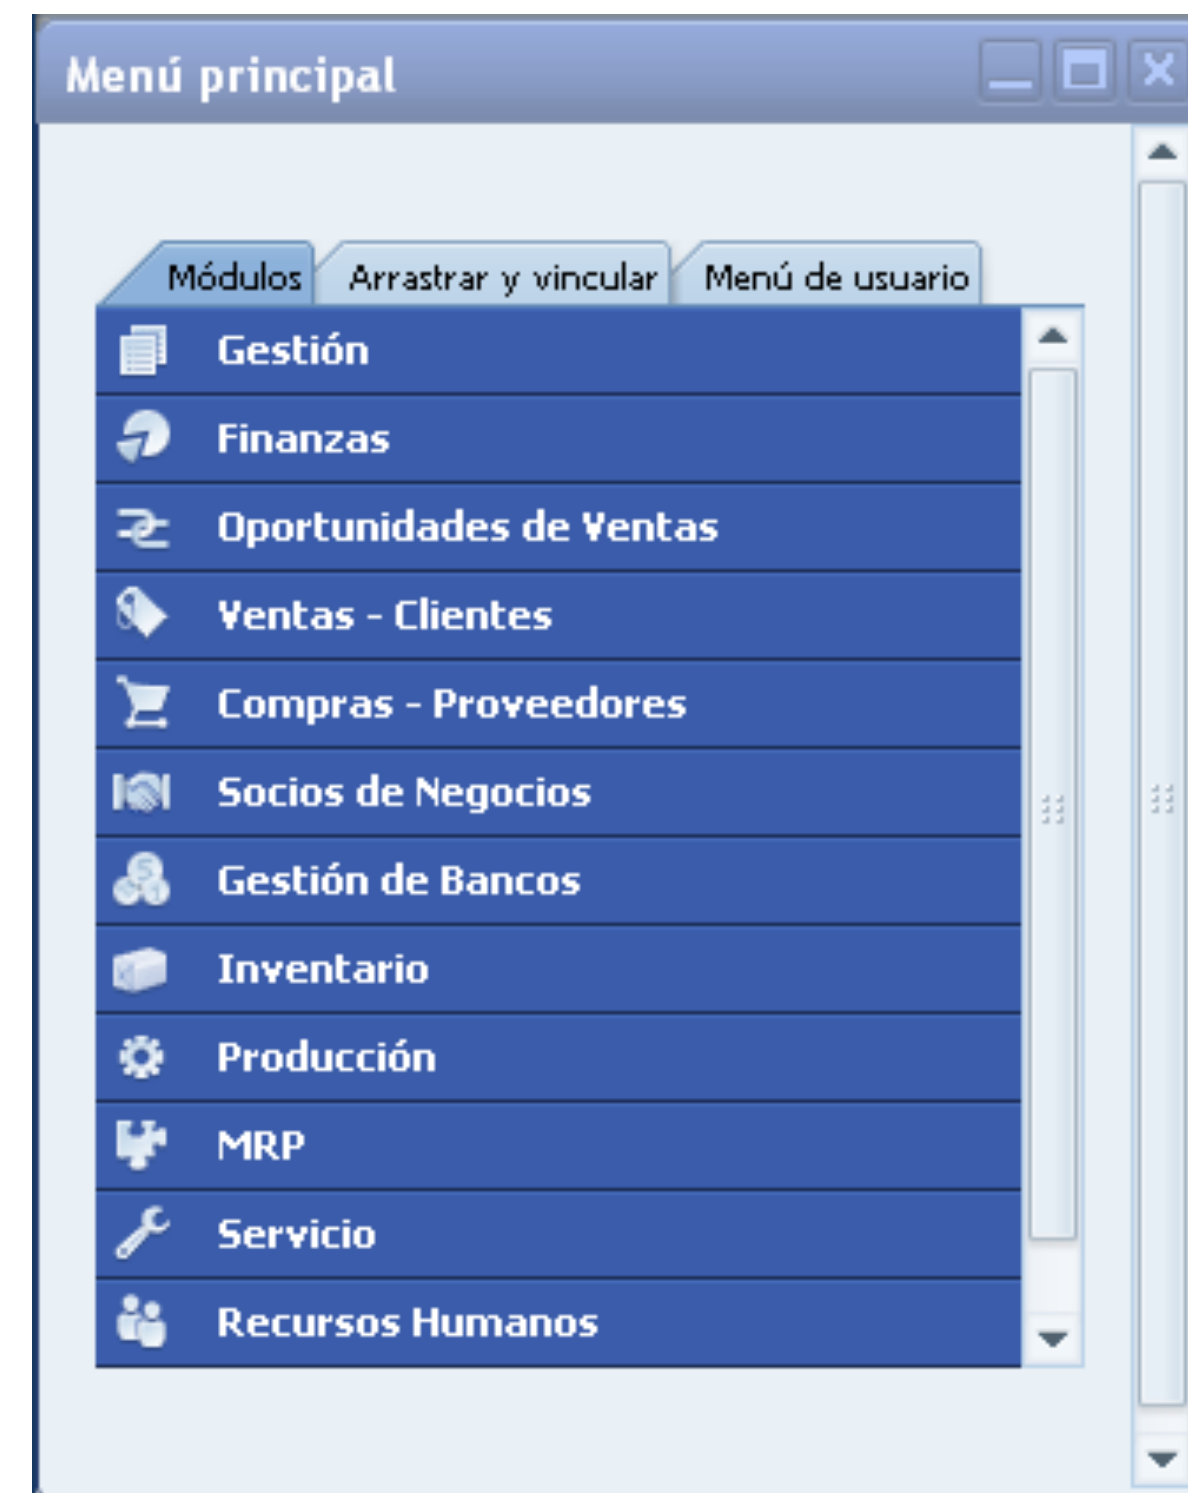 Menú principal
Módulos Arrastrar y vincular Menú de usuario
Gestión
Finanzas
Oportunidades de Ventas
Ventas - Clientes
Compras - Proveedores
Socios de Negocios
Gestión de Bancos
Inventario
Producción
MRP
Servicio
Recursos Humanos